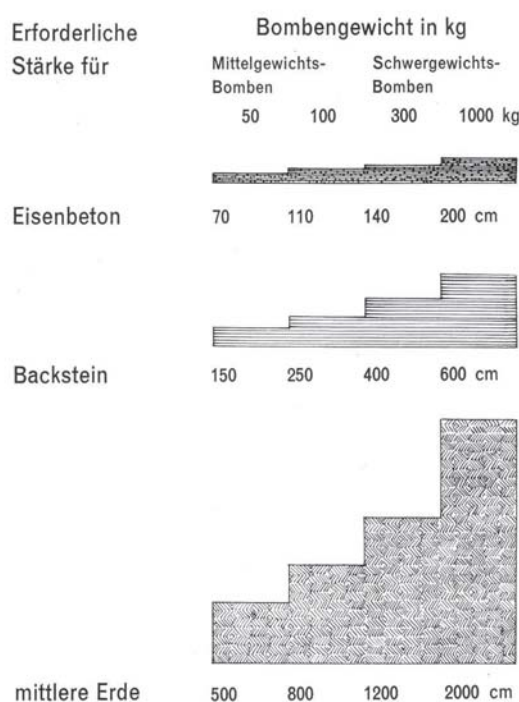 Erforderliche
Stärke für
Bombengewicht in kg
Mittelgewichts-
Bomben
Schwergewichts-
Bomben
50 100 300 1000 kg
Eisenbeton 70 110 140 200 cm
Backstein 150 250 400 600 cm
mittlere Erde 500 800 1200 2000 cm